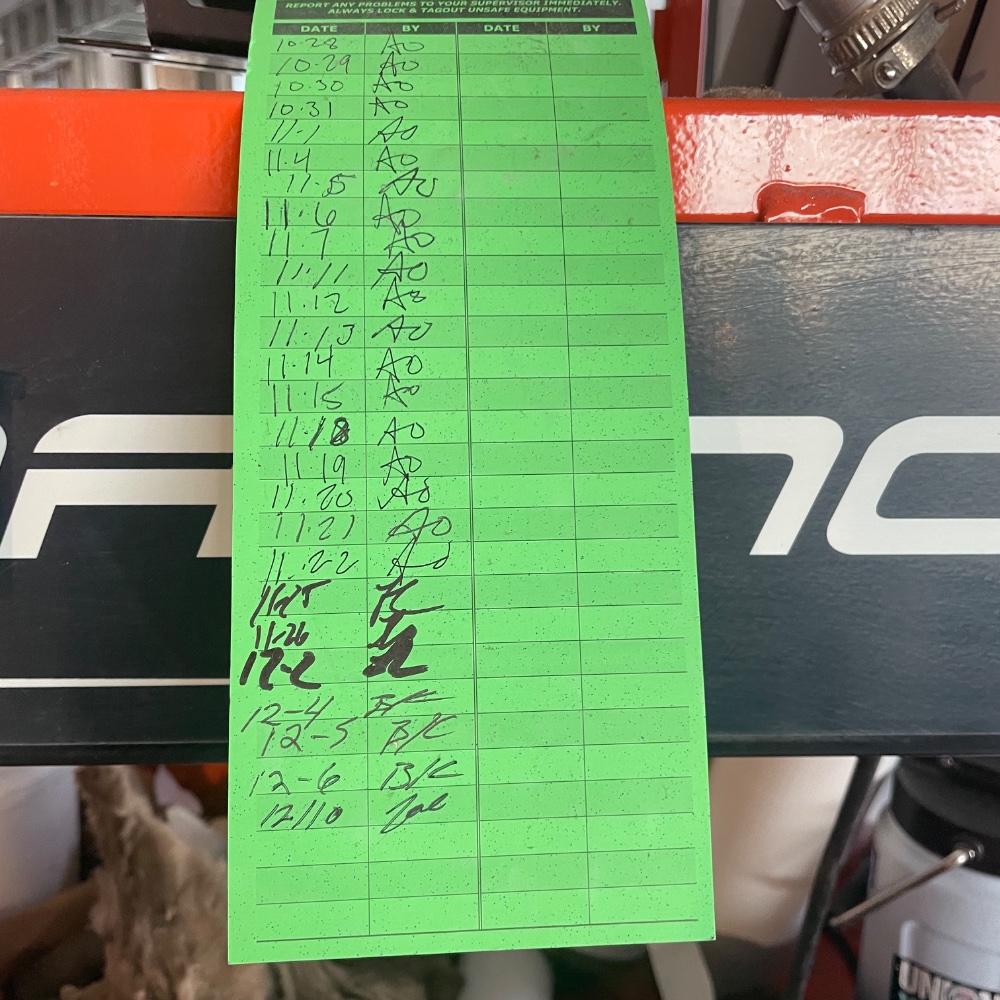 REPORT ANY PROBLEMS TO YOUR SUPERVISOR IMMEDIATELY.
ALWAYS LOCK & TAGOUT UNSAFE EQUIPMENT.
DATE BY DATE BY
10-28 AO
10-29 AO
10-30 AO
10-31 AO
11-1 AO
11-4 AO
11-5 AO
11-6 AO
11-7 AO
11-11 AO
11-12 AO
11-13 AO
11-14 AO
11-15 AO
11-18 AO
11-19 AO
11-20 AO
11-21 AO
11-22 AO
11-25
11-26
12-2
12-4 B/C
12-5 B/C
12-6 B/C
12/10